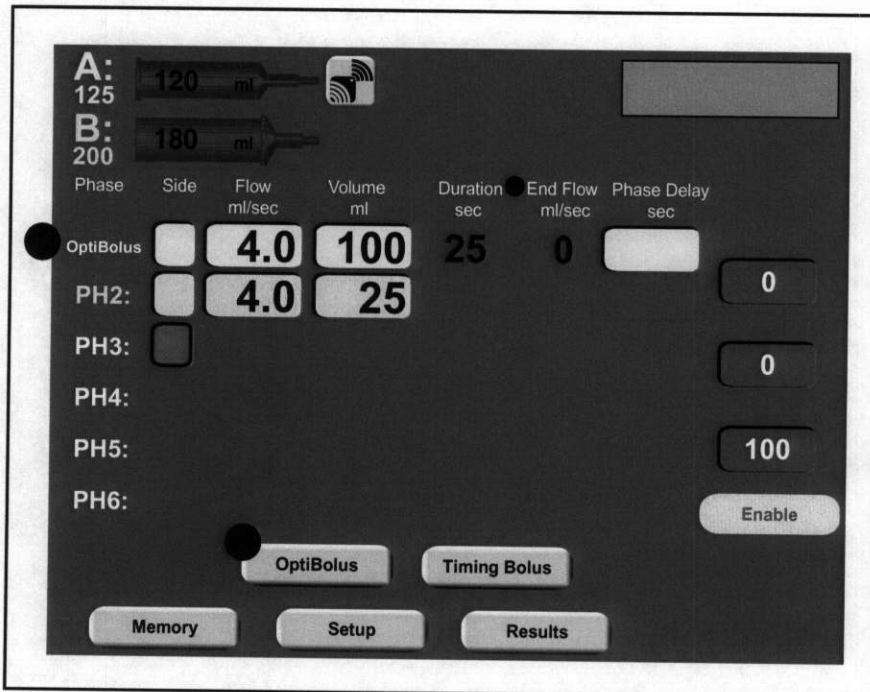 A:
125
120 ml
B:
200
180 ml
Phase Side Flow ml/sec Volume ml Duration sec End Flow ml/sec Phase Delay sec
OptiBolus 4.0 100 25 0
0
PH2: 4.0 25
PH3:
0
PH4:
PH5:
100
PH6:
Enable
OptiBolus Timing Bolus
Memory Setup Results